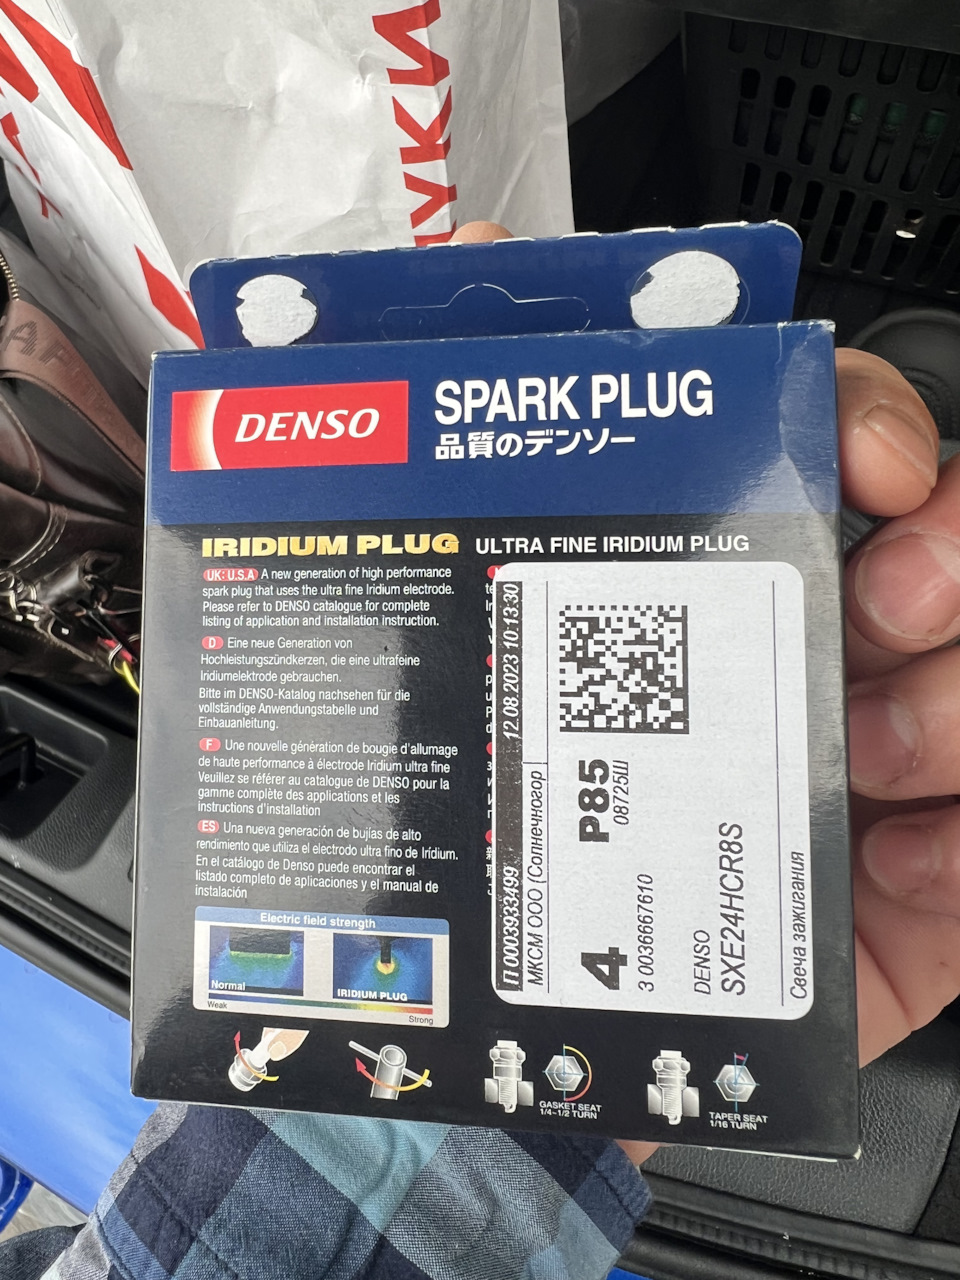 УКИ
DENSO
SPARK PLUG
品質のデンソー
IRIDIUM PLUG
ULTRA FINE IRIDIUM PLUG
UK: U.S.A A new generation of high performance
spark plug that uses the ultra fine Iridium electrode.
Please refer to DENSO catalogue for complete
listing of application and installation instruction.
D Eine neue Generation von
Hochleistungszündkerzen, die eine ultrafeine
Iridiumelektrode gebrauchen.
Bitte im DENSO-Katalog nachsehen für die
vollständige Anwendungstabelle und
Einbauanleitung.
F Une nouvelle génération de bougie d'allumage
de haute performance à électrode Iridium ultra fine
Veuillez se référer au catalogue de DENSO pour la
gamme complète des applications et les
instructions d'installation
ES Una nueva generación de bujías de alto
rendimiento que utiliza el electrodo ultra fino de Irídium.
En el catálogo de Denso puede encontrar el
listado completo de aplicaciones y el manual de
instalación
П 0003933499 12.08.2023 10:13:30
МКСМ ООО (Солнечногор
4 P85
08725Ш
3 0036667610
DENSO
SXE24HCR8S
Свеча зажигания
Electric field strength
Normal
IRIDIUM PLUG
Weak
Strong
GASKET SEAT
1/4~1/2 TURN
TAPER SEAT
1/16 TURN